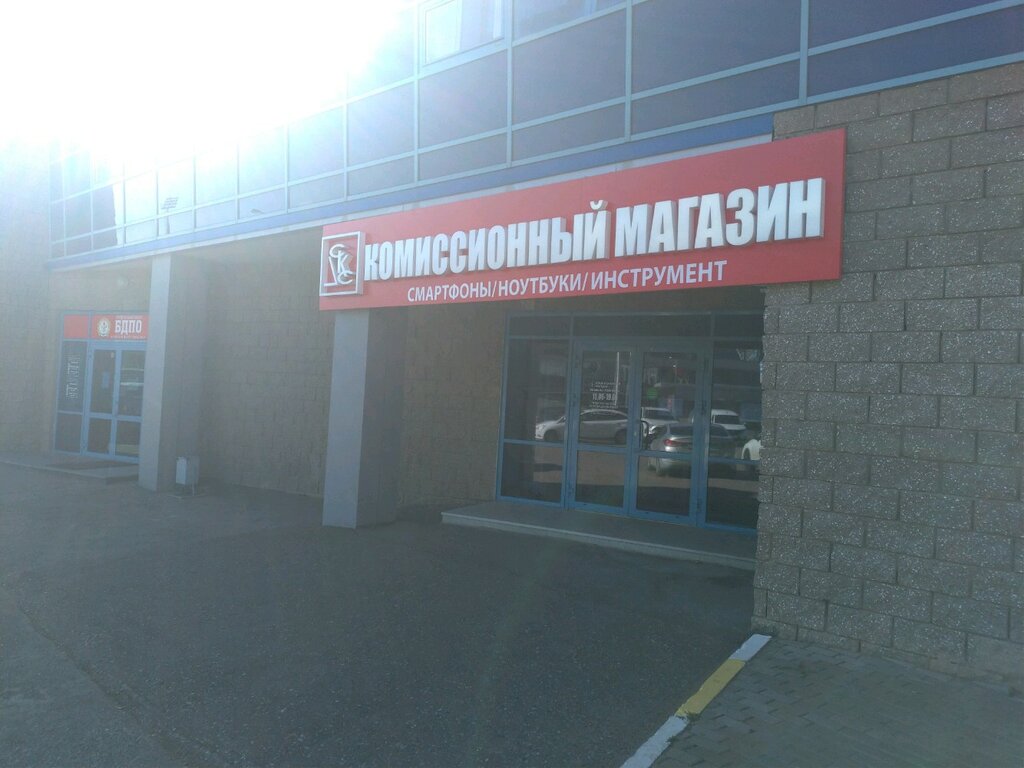 КОМИССИОННЫЙ МАГАЗИН
СМАРТФОНЫ/НОУТБУКИ/ИНСТРУМЕНТ
БДПО